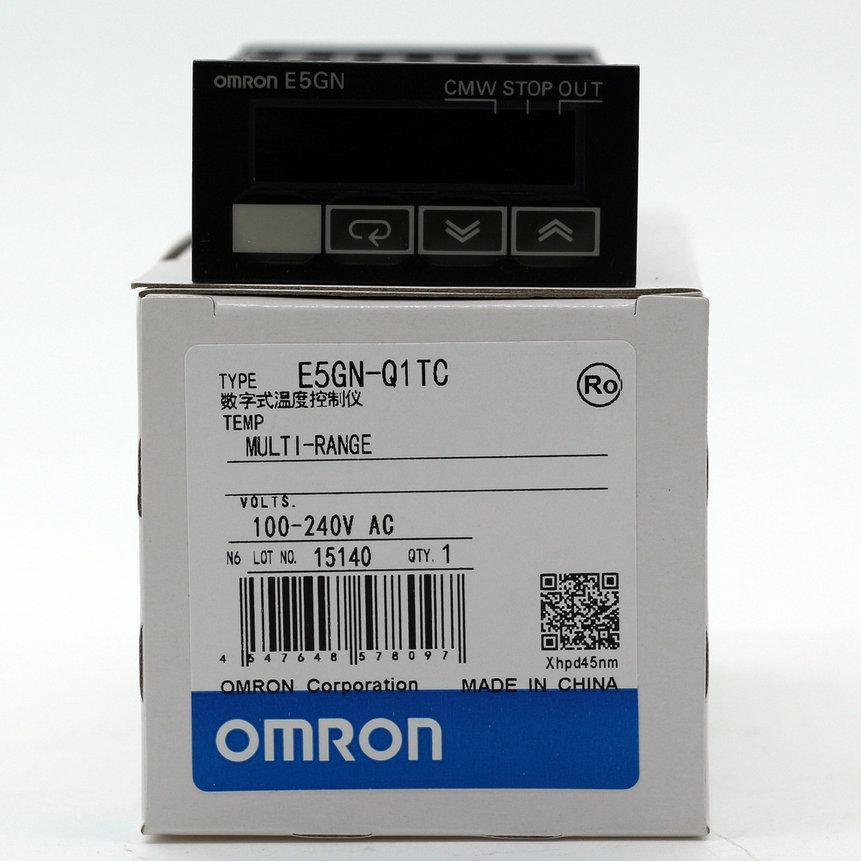 OMRON E5GN
CMW STOP OUT
TYPE E5GN-Q1TC
数字式温度控制仪
Ro
TEMP
MULTI-RANGE
VOLTS.
100-240V AC
N6 LOT NO. 15140 QTY. 1
4 547648 578097
Xhpd45nm
OMRON Corporation MADE IN CHINA
OMRON